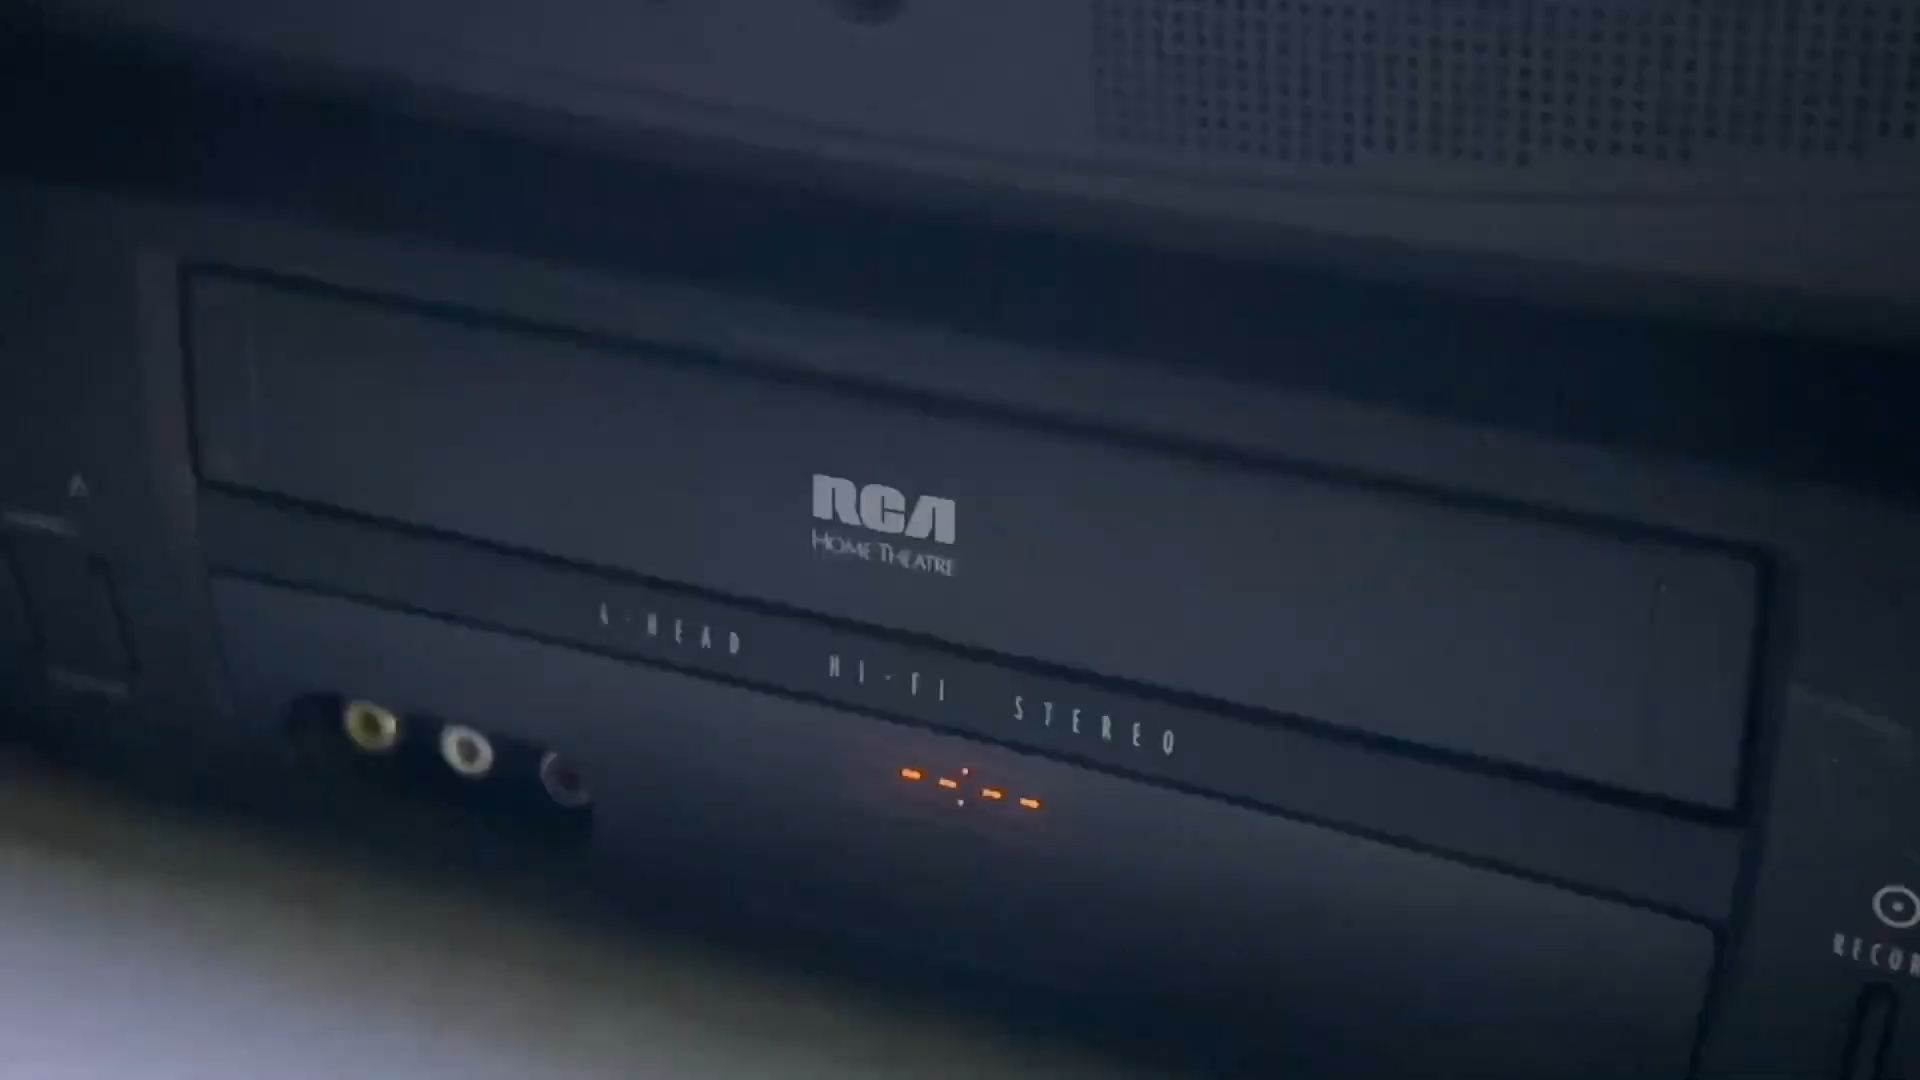 RCA
HOME THEATRE
4-HEAD HI-FI STEREO
--:--